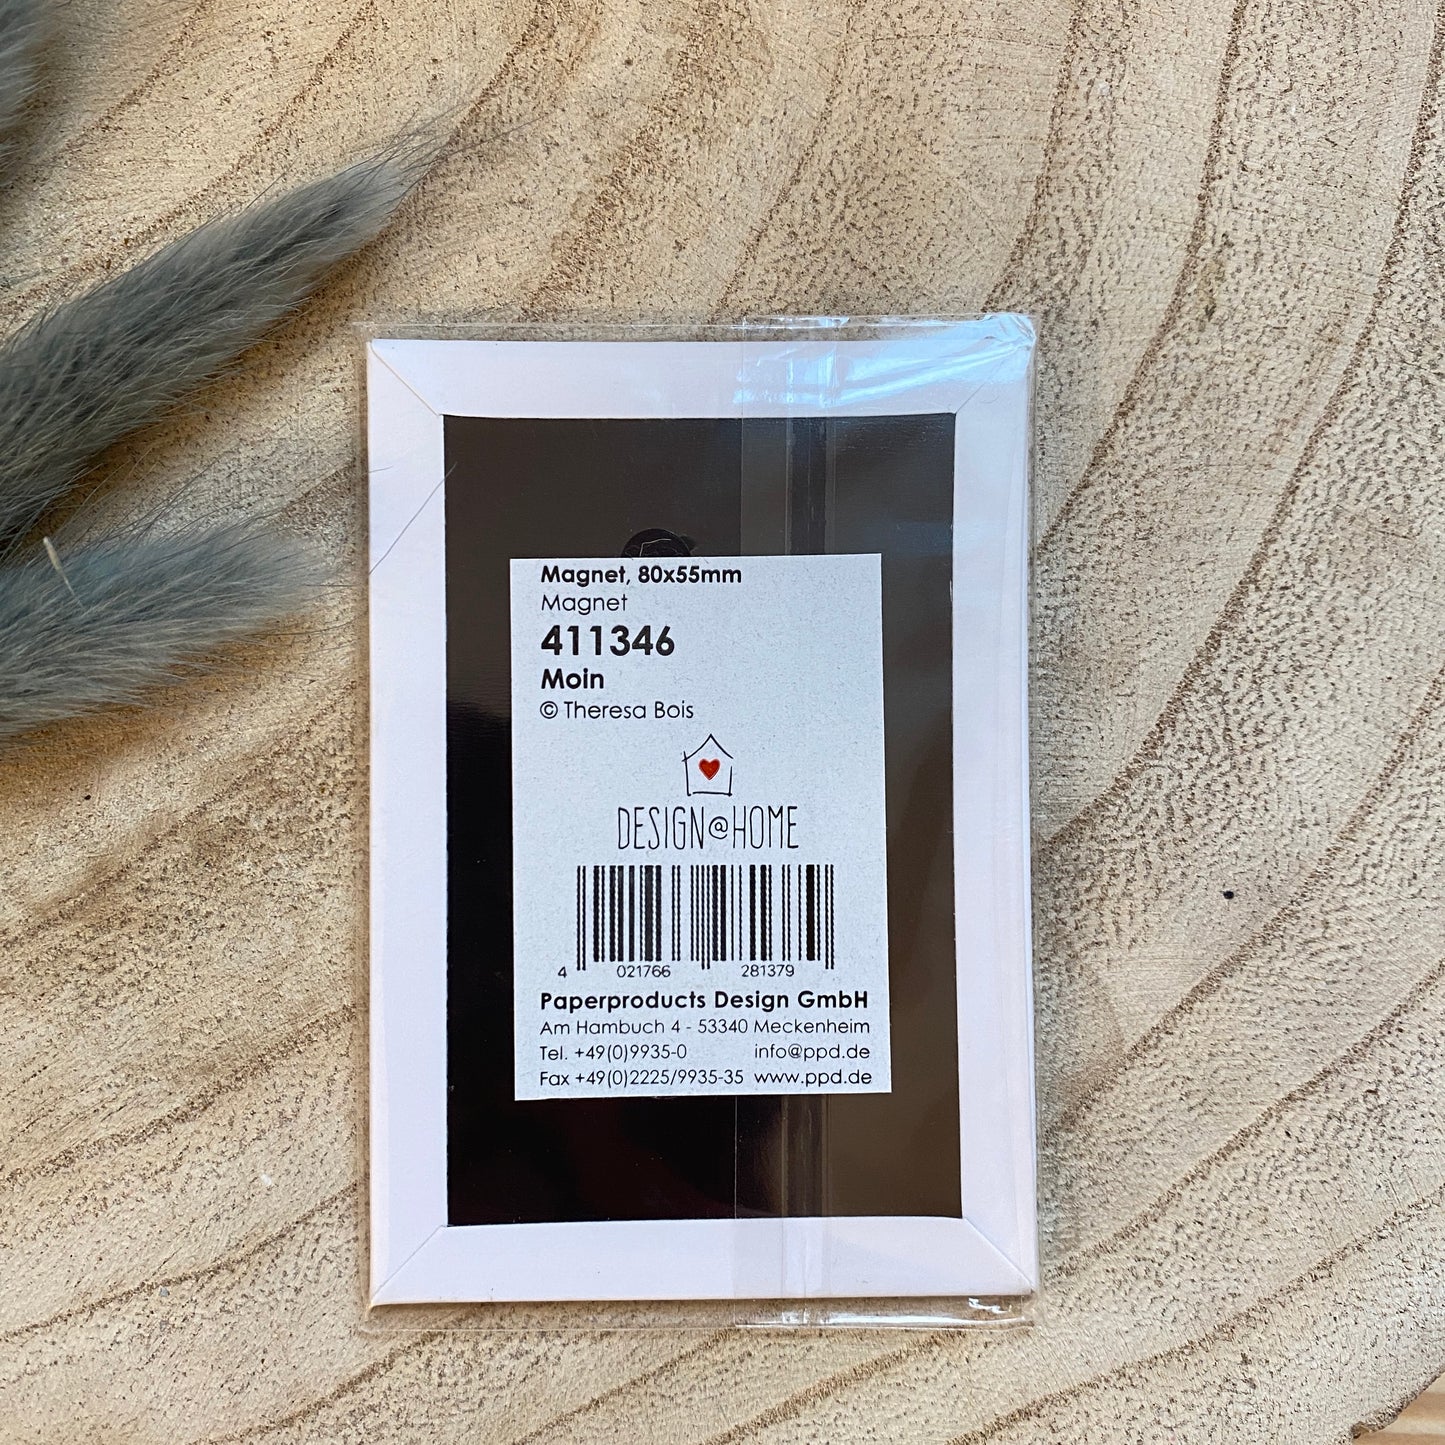 Magnet, 80x55mm
Magnet
411346
Moin
© Theresa Bois
DESIGN@HOME
4 021766 281379
Paperproducts Design GmbH
Am Hambuch 4 - 53340 Meckenheim
Tel. +49(0)9935-0 info@ppd.de
Fax +49(0)2225/9935-35 www.ppd.de